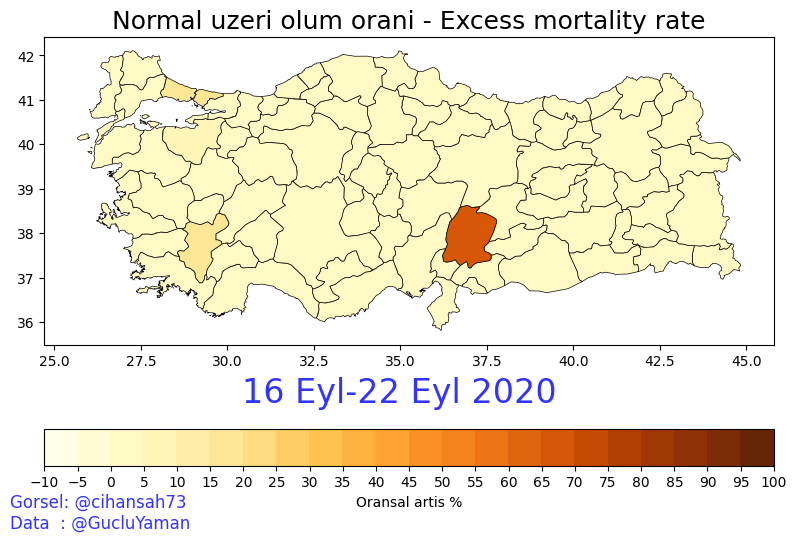 Normal uzeri olum orani - Excess mortality rate
42
41
40
39
38
37
36
25.0 27.5 30.0 32.5 35.0 37.5 40.0 42.5 45.0
16 Eyl-22 Eyl 2020
−10 −5 0 5 10 15 20 25 30 35 40 45 50 55 60 65 70 75 80 85 90 95 100
Oransal artis %
Gorsel: @cihansah73
Data  : @GucluYaman